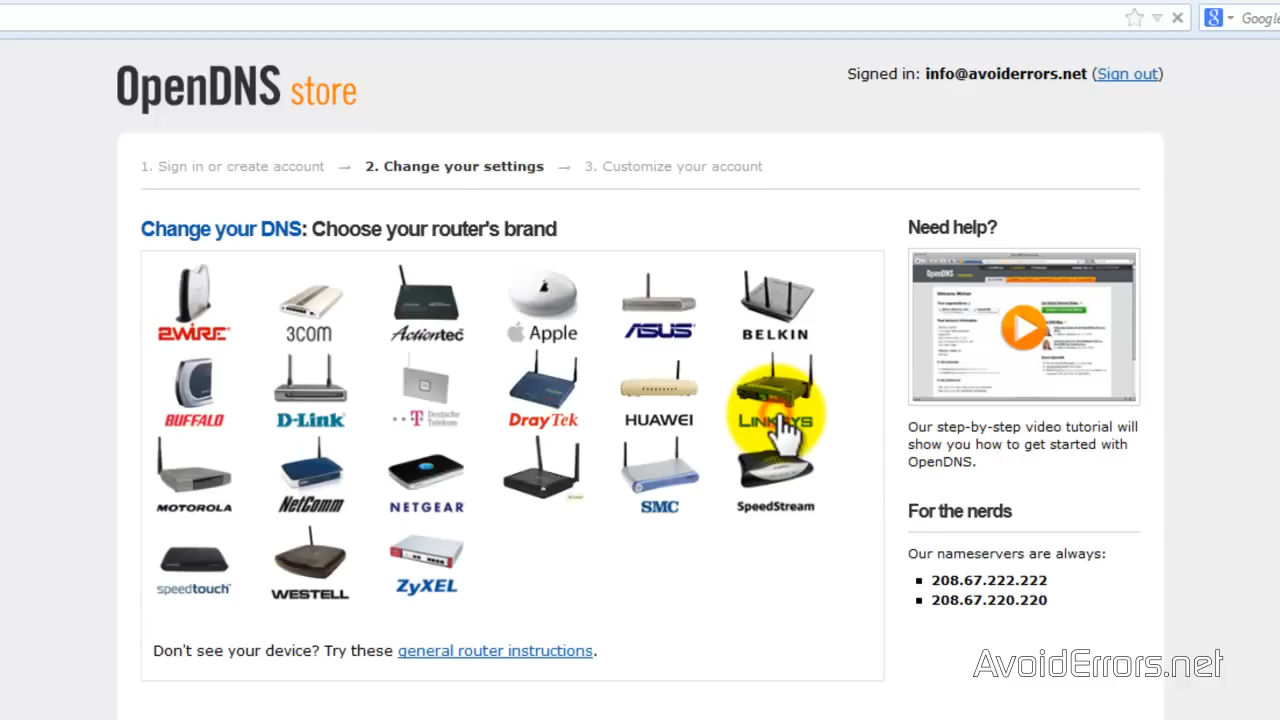 Google
OpenDNS store
Signed in: info@avoiderrors.net (Sign out)
1. Sign in or create account → 2. Change your settings → 3. Customize your account
Change your DNS: Choose your router's brand
2WIRE 3COM Actiontec Apple ASUS BELKIN
BUFFALO D-Link Deutsche Telekom DrayTek HUAWEI LINKSYS
MOTOROLA NetComm NETGEAR SMC SpeedStream
speedtouch WESTELL ZyXEL
Don't see your device? Try these general router instructions.
Need help?
OpenDNS
Our step-by-step video tutorial will
show you how to get started with
OpenDNS.
For the nerds
Our nameservers are always:
208.67.222.222
208.67.220.220
AvoidErrors.net